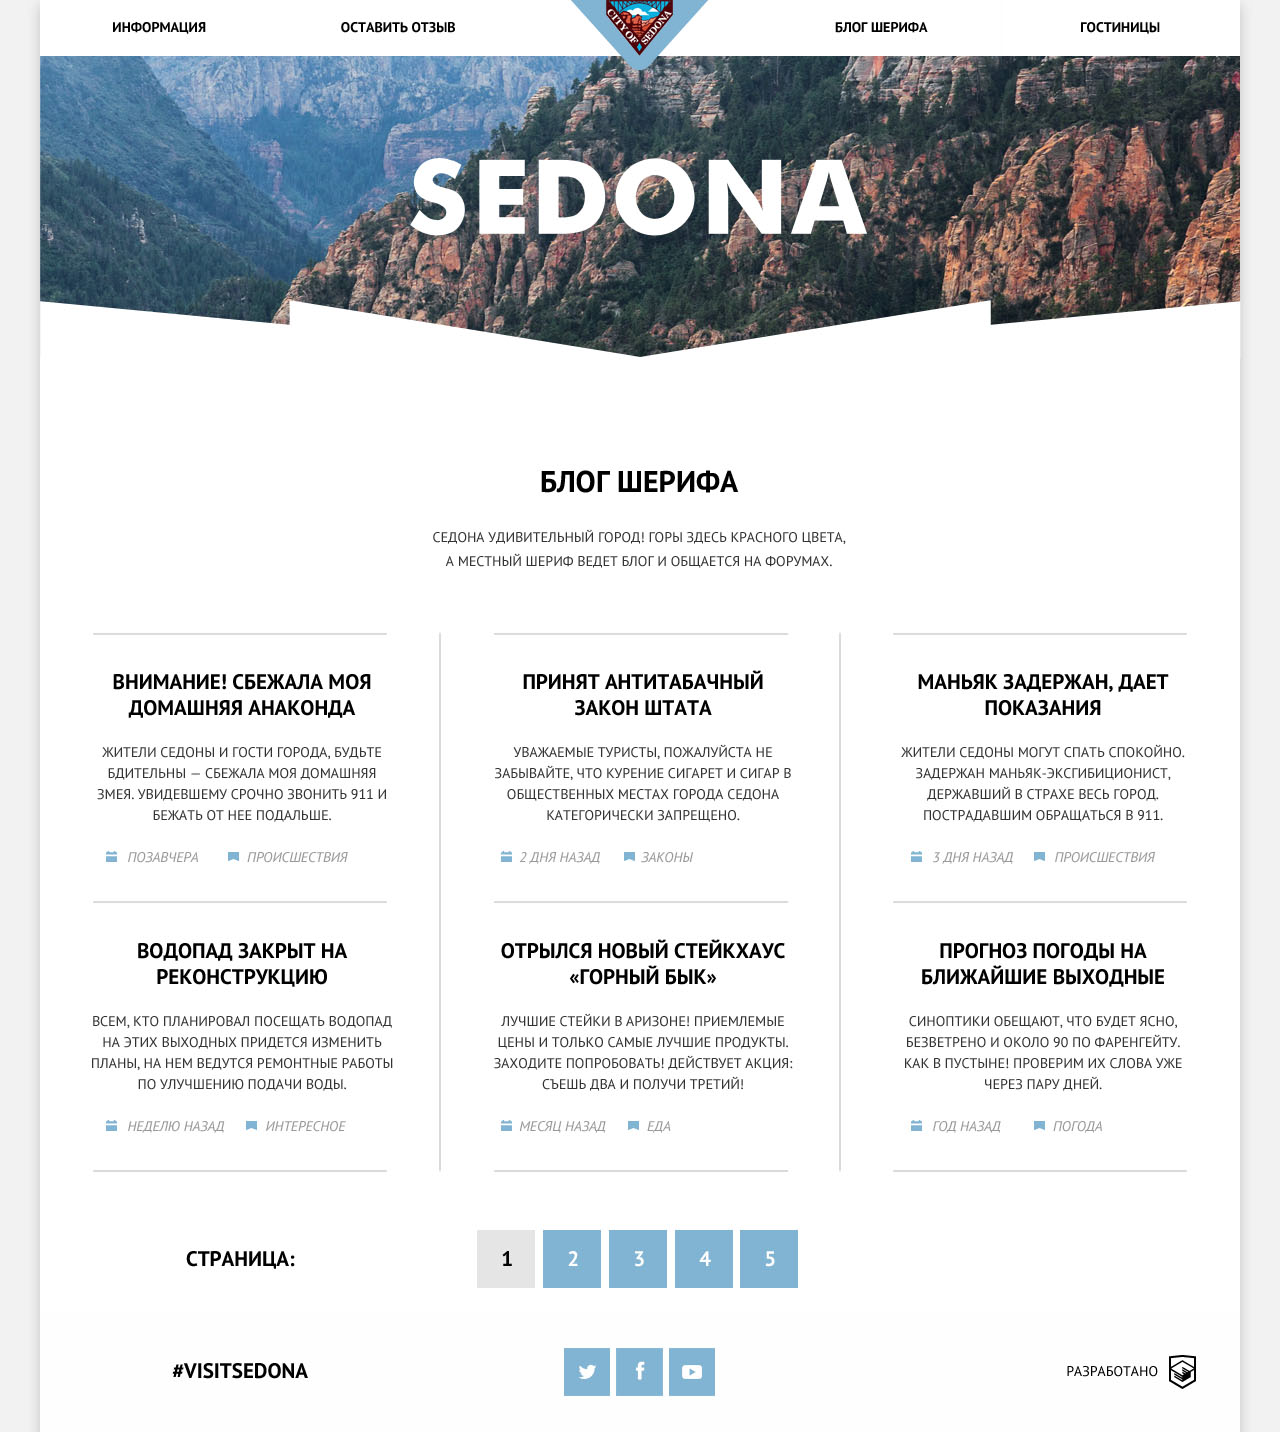 ИНФОРМАЦИЯ
ОСТАВИТЬ ОТЗЫВ
CITY OF SEDONA
БЛОГ ШЕРИФА
ГОСТИНИЦЫ
SEDONA
БЛОГ ШЕРИФА
СЕДОНА УДИВИТЕЛЬНЫЙ ГОРОД! ГОРЫ ЗДЕСЬ КРАСНОГО ЦВЕТА,
А МЕСТНЫЙ ШЕРИФ ВЕДЕТ БЛОГ И ОБЩАЕТСЯ НА ФОРУМАХ.
ВНИМАНИЕ! СБЕЖАЛА МОЯ
ДОМАШНЯЯ АНАКОНДА
ЖИТЕЛИ СЕДОНЫ И ГОСТИ ГОРОДА, БУДЬТЕ
БДИТЕЛЬНЫ — СБЕЖАЛА МОЯ ДОМАШНЯЯ
ЗМЕЯ. УВИДЕВШЕМУ СРОЧНО ЗВОНИТЬ 911 И
БЕЖАТЬ ОТ НЕЕ ПОДАЛЬШЕ.
ПОЗАВЧЕРА
ПРОИСШЕСТВИЯ
ПРИНЯТ АНТИТАБАЧНЫЙ
ЗАКОН ШТАТА
УВАЖАЕМЫЕ ТУРИСТЫ, ПОЖАЛУЙСТА НЕ
ЗАБЫВАЙТЕ, ЧТО КУРЕНИЕ СИГАРЕТ И СИГАР В
ОБЩЕСТВЕННЫХ МЕСТАХ ГОРОДА СЕДОНА
КАТЕГОРИЧЕСКИ ЗАПРЕЩЕНО.
2 ДНЯ НАЗАД
ЗАКОНЫ
МАНЬЯК ЗАДЕРЖАН, ДАЕТ
ПОКАЗАНИЯ
ЖИТЕЛИ СЕДОНЫ МОГУТ СПАТЬ СПОКОЙНО.
ЗАДЕРЖАН МАНЬЯК-ЭКСГИБИЦИОНИСТ,
ДЕРЖАВШИЙ В СТРАХЕ ВЕСЬ ГОРОД.
ПОСТРАДАВШИМ ОБРАЩАТЬСЯ В 911.
3 ДНЯ НАЗАД
ПРОИСШЕСТВИЯ
ВОДОПАД ЗАКРЫТ НА
РЕКОНСТРУКЦИЮ
ВСЕМ, КТО ПЛАНИРОВАЛ ПОСЕЩАТЬ ВОДОПАД
НА ЭТИХ ВЫХОДНЫХ ПРИДЕТСЯ ИЗМЕНИТЬ
ПЛАНЫ, НА НЕМ ВЕДУТСЯ РЕМОНТНЫЕ РАБОТЫ
ПО УЛУЧШЕНИЮ ПОДАЧИ ВОДЫ.
НЕДЕЛЮ НАЗАД
ИНТЕРЕСНОЕ
ОТРЫЛСЯ НОВЫЙ СТЕЙКХАУС
«ГОРНЫЙ БЫК»
ЛУЧШИЕ СТЕЙКИ В АРИЗОНЕ! ПРИЕМЛЕМЫЕ
ЦЕНЫ И ТОЛЬКО САМЫЕ ЛУЧШИЕ ПРОДУКТЫ.
ЗАХОДИТЕ ПОПРОБОВАТЬ! ДЕЙСТВУЕТ АКЦИЯ:
СЪЕШЬ ДВА И ПОЛУЧИ ТРЕТИЙ!
МЕСЯЦ НАЗАД
ЕДА
ПРОГНОЗ ПОГОДЫ НА
БЛИЖАЙШИЕ ВЫХОДНЫЕ
СИНОПТИКИ ОБЕЩАЮТ, ЧТО БУДЕТ ЯСНО,
БЕЗВЕТРЕНО И ОКОЛО 90 ПО ФАРЕНГЕЙТУ.
КАК В ПУСТЫНЕ! ПРОВЕРИМ ИХ СЛОВА УЖЕ
ЧЕРЕЗ ПАРУ ДНЕЙ.
ГОД НАЗАД
ПОГОДА
СТРАНИЦА:
1
2
3
4
5
#VISITSEDONA
РАЗРАБОТАНО